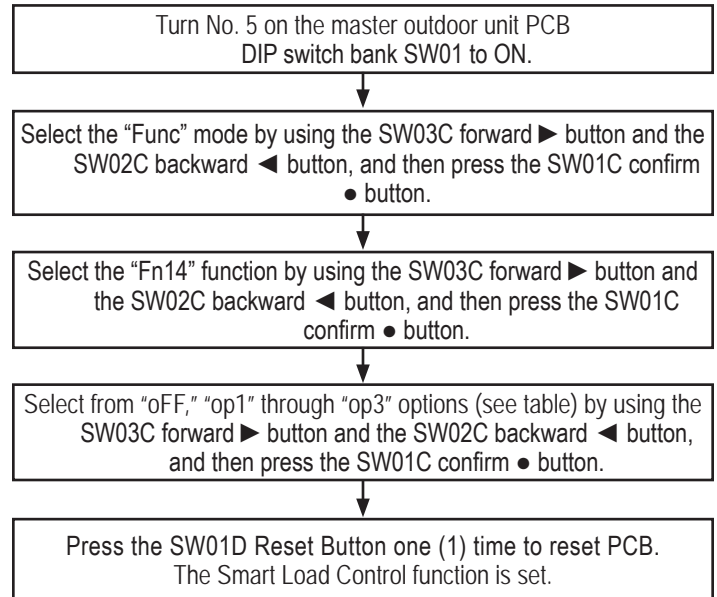 Turn No. 5 on the master outdoor unit PCB
DIP switch bank SW01 to ON.
Select the “Func” mode by using the SW03C forward ► button and the
SW02C backward ◄ button, and then press the SW01C confirm
● button.
Select the “Fn14” function by using the SW03C forward ► button and
the SW02C backward ◄ button, and then press the SW01C
confirm ● button.
Select from “oFF,” “op1” through “op3” options (see table) by using the
SW03C forward ► button and the SW02C backward ◄ button,
and then press the SW01C confirm ● button.
Press the SW01D Reset Button one (1) time to reset PCB.
The Smart Load Control function is set.